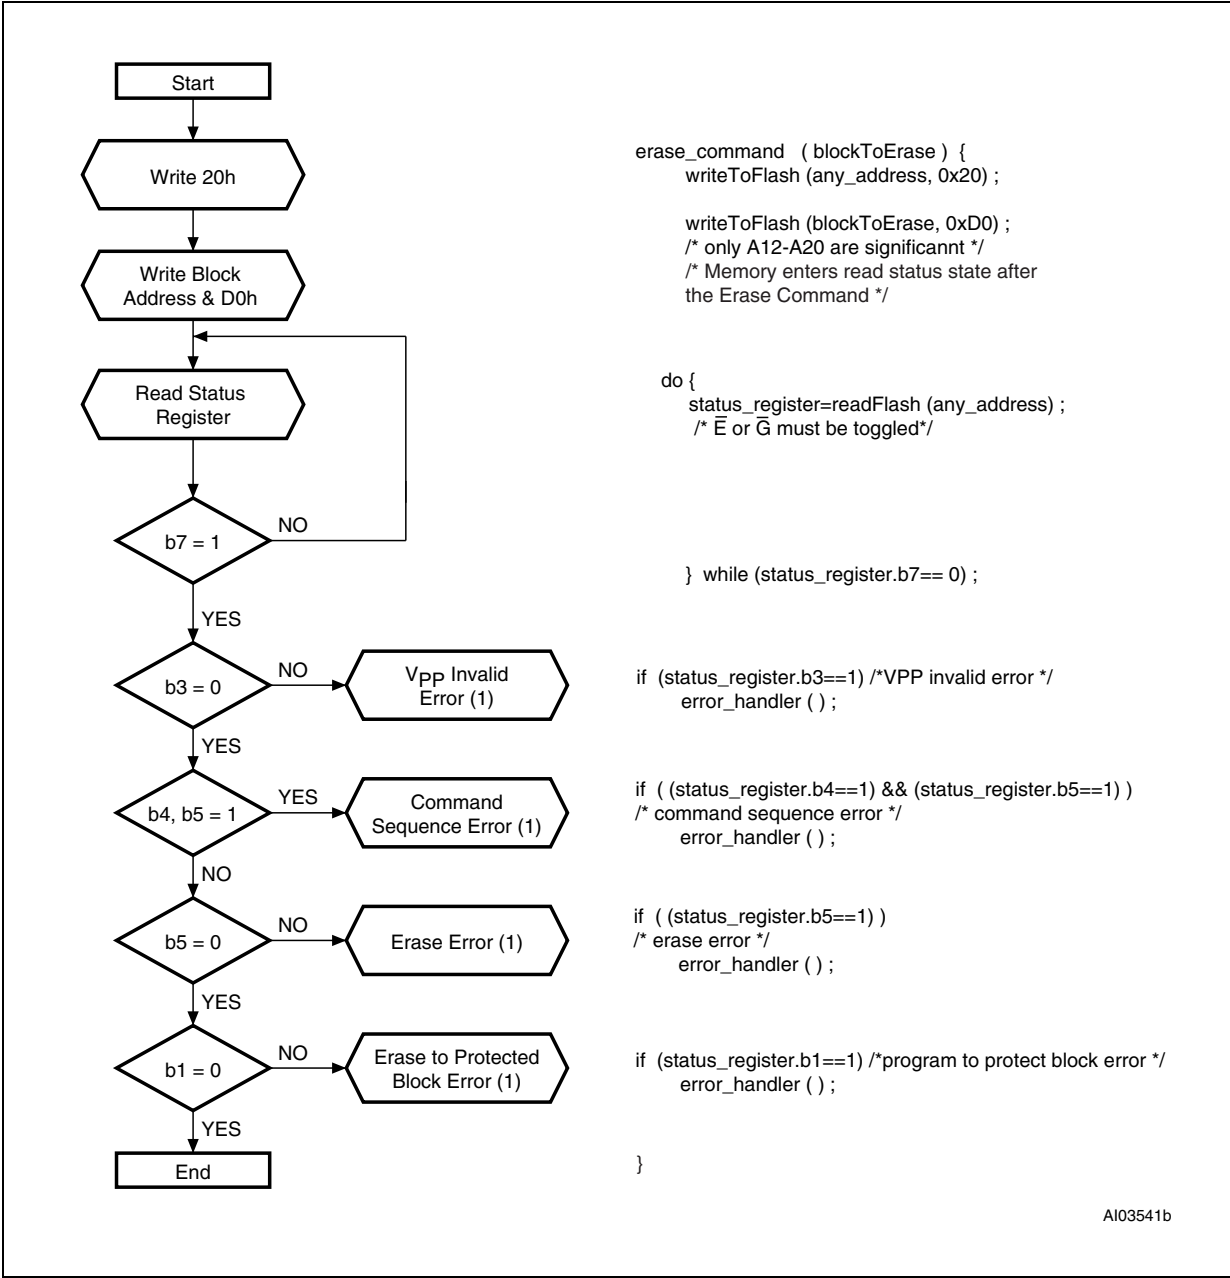 Start
Write 20h
Write Block
Address & D0h
Read Status
Register
b7 = 1
NO
YES
b3 = 0
NO
VPP Invalid
Error (1)
YES
b4, b5 = 1
YES
Command
Sequence Error (1)
NO
b5 = 0
NO
Erase Error (1)
YES
b1 = 0
NO
Erase to Protected
Block Error (1)
YES
End
erase_command ( blockToErase ) {
writeToFlash (any_address, 0x20) ;
writeToFlash (blockToErase, 0xD0) ;
/* only A12-A20 are significannt */
/* Memory enters read status state after
the Erase Command */
do {
status_register=readFlash (any_address) ;
/* E̅ or G̅ must be toggled*/
} while (status_register.b7== 0) ;
if (status_register.b3==1) /*VPP invalid error */
error_handler ( ) ;
if ( (status_register.b4==1) && (status_register.b5==1) )
/* command sequence error */
error_handler ( ) ;
if ( (status_register.b5==1) )
/* erase error */
error_handler ( ) ;
if (status_register.b1==1) /*program to protect block error */
error_handler ( ) ;
}
AI03541b